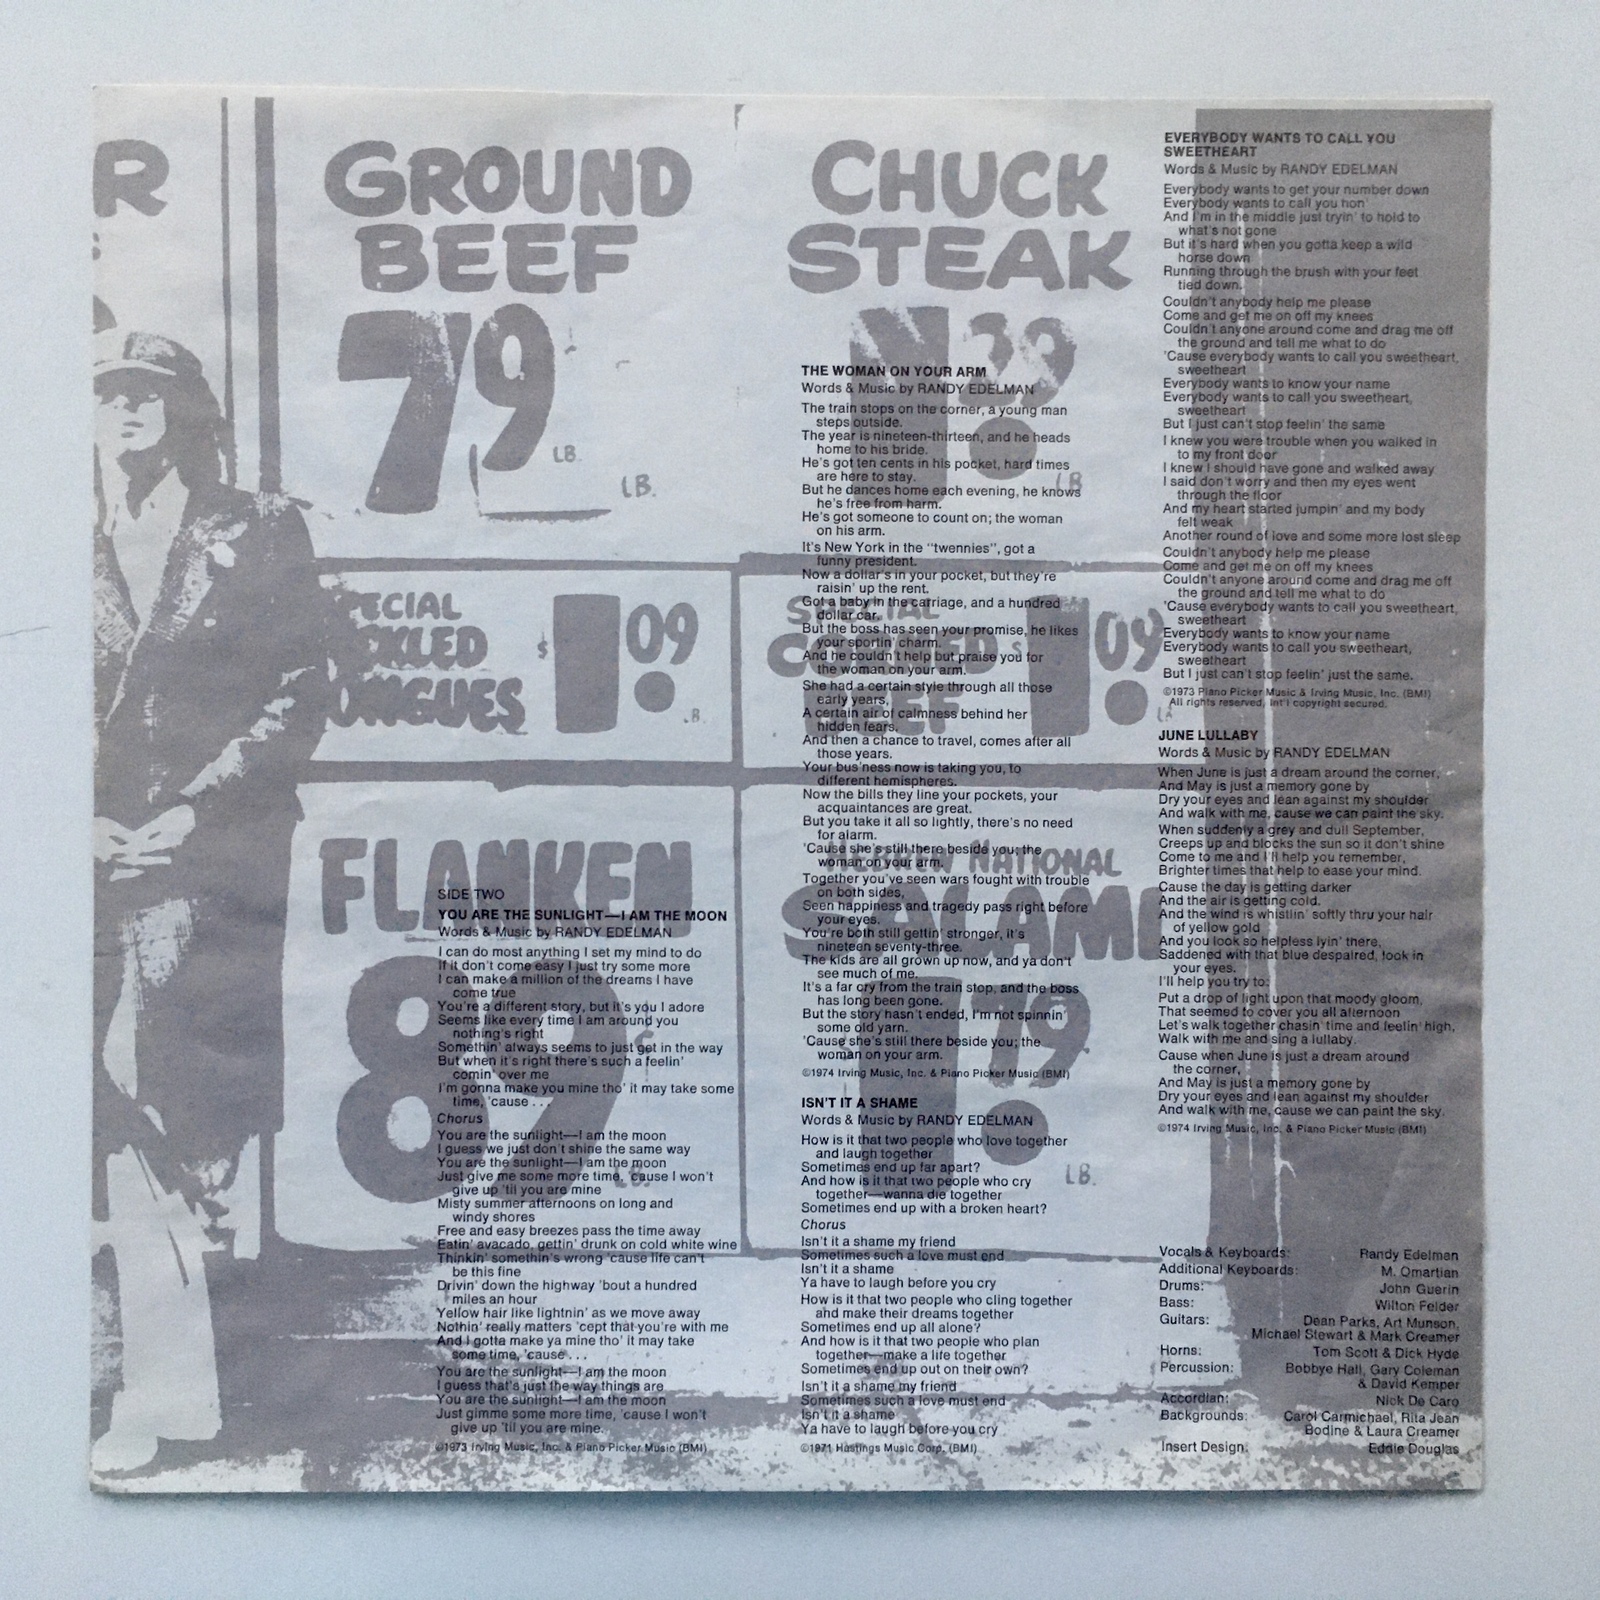 R
GROUND
BEEF
79
LB.
LB.
CHUCK
STEAK
1.39
LB
SPECIAL
PICKLED
TONGUES
$1.09
LB.
SPECIAL
CORNED
BEEF
$1.09
FLANKEN
89
LB.
HEBREW NATIONAL
SALAMI
1.79
LB.
SIDE TWO
YOU ARE THE SUNLIGHT—I AM THE MOON
Words & Music by RANDY EDELMAN
I can do most anything I set my mind to do
If it don't come easy I just try some more
I can make a million of the dreams I have
come true
You're a different story, but it's you I adore
Seems like every time I am around you
nothing's right
Somethin' always seems to just get in the way
But when it's right there's such a feelin'
comin' over me
I'm gonna make you mine tho' it may take some
time, 'cause . . .
Chorus
You are the sunlight—I am the moon
I guess we just don't shine the same way
You are the sunlight—I am the moon
Just give me some more time, 'cause I won't
give up 'til you are mine
Misty summer afternoons on long and
windy shores
Free and easy breezes pass the time away
Eatin' avacado, gettin' drunk on cold white wine
Thinkin' somethin's wrong 'cause life can't
be this fine
Drivin' down the highway 'bout a hundred
miles an hour
Yellow hair like lightnin' as we move away
Nothin' really matters 'cept that you're with me
And I gotta make ya mine tho' it may take
some time, 'cause . . .
You are the sunlight—I am the moon
I guess that's just the way things are
You are the sunlight—I am the moon
Just gimme some more time, 'cause I won't
give up 'til you are mine.
©1973 Irving Music, Inc. & Piano Picker Music (BMI)
THE WOMAN ON YOUR ARM
Words & Music by RANDY EDELMAN
The train stops on the corner, a young man
steps outside.
The year is nineteen-thirteen, and he heads
home to his bride.
He's got ten cents in his pocket, hard times
are here to stay.
But he dances home each evening, he knows
he's free from harm.
He's got someone to count on; the woman
on his arm.
It's New York in the "twennies", got a
funny president.
Now a dollar's in your pocket, but they're
raisin' up the rent.
Got a baby in the carriage, and a hundred
dollar car.
But the boss has seen your promise, he likes
your sportin' charm.
And he couldn't help but praise you for
the woman on your arm.
She had a certain style through all those
early years,
A certain air of calmness behind her
hidden fears.
And then a chance to travel, comes after all
those years.
Your bus'ness now is taking you, to
different hemispheres.
Now the bills they line your pockets, your
acquaintances are great.
But you take it all so lightly, there's no need
for alarm.
'Cause she's still there beside you; the
woman on your arm.
Together you've seen wars fought with trouble
on both sides,
Seen happiness and tragedy pass right before
your eyes.
You're both still gettin' stronger, it's
nineteen seventy-three.
The kids are all grown up now, and ya don't
see much of me.
It's a far cry from the train stop, and the boss
has long been gone.
But the story hasn't ended, I'm not spinnin'
some old yarn.
'Cause she's still there beside you; the
woman on your arm.
©1974 Irving Music, Inc. & Piano Picker Music (BMI)
ISN'T IT A SHAME
Words & Music by RANDY EDELMAN
How is it that two people who love together
and laugh together
Sometimes end up far apart?
And how is it that two people who cry
together—wanna die together
Sometimes end up with a broken heart?
Chorus
Isn't it a shame my friend
Sometimes such a love must end
Isn't it a shame
Ya have to laugh before you cry
How is it that two people who cling together
and make their dreams together
Sometimes end up all alone?
And how is it that two people who plan
together—make a life together
Sometimes end up out on their own?
Isn't it a shame my friend
Sometimes such a love must end
Isn't it a shame
Ya have to laugh before you cry
©1971 Hastings Music Corp. (BMI)
EVERYBODY WANTS TO CALL YOU
SWEETHEART
Words & Music by RANDY EDELMAN
Everybody wants to get your number down
Everybody wants to call you hon'
And I'm in the middle just tryin' to hold to
what's not gone
But it's hard when you gotta keep a wild
horse down
Running through the brush with your feet
tied down.
Couldn't anybody help me please
Come and get me on off my knees
Couldn't anyone around come and drag me off
the ground and tell me what to do
'Cause everybody wants to call you sweetheart,
sweetheart
Everybody wants to know your name
Everybody wants to call you sweetheart,
sweetheart
But I just can't stop feelin' the same
I knew you were trouble when you walked in
to my front door
I knew I should have gone and walked away
I said don't worry and then my eyes went
through the floor
And my heart started jumpin' and my body
felt weak
Another round of love and some more lost sleep
Couldn't anybody help me please
Come and get me on off my knees
Couldn't anyone around come and drag me off
the ground and tell me what to do
'Cause everybody wants to call you sweetheart,
sweetheart
Everybody wants to know your name
Everybody wants to call you sweetheart,
sweetheart
But I just can't stop feelin' just the same.
©1973 Piano Picker Music & Irving Music, Inc. (BMI)
All rights reserved, Int'l copyright secured.
JUNE LULLABY
Words & Music by RANDY EDELMAN
When June is just a dream around the corner,
And May is just a memory gone by
Dry your eyes and lean against my shoulder
And walk with me, cause we can paint the sky.
When suddenly a grey and dull September,
Creeps up and blocks the sun so it don't shine
Come to me and I'll help you remember,
Brighter times that help to ease your mind.
Cause the day is getting darker
And the air is getting cold.
And the wind is whistlin' softly thru your hair
of yellow gold
And you look so helpless lyin' there,
Saddened with that blue despaired, look in
your eyes.
I'll help you try to:
Put a drop of light upon that moody gloom,
That seemed to cover you all afternoon
Let's walk together chasin' time and feelin' high,
Walk with me and sing a lullaby.
Cause when June is just a dream around
the corner,
And May is just a memory gone by
Dry your eyes and lean against my shoulder
And walk with me, cause we can paint the sky.
©1974 Irving Music, Inc. & Piano Picker Music (BMI)
Vocals & Keyboards: Randy Edelman
Additional Keyboards: M. Omartian
Drums: John Guerin
Bass: Wilton Felder
Guitars: Dean Parks, Art Munson,
Michael Stewart & Mark Creamer
Horns: Tom Scott & Dick Hyde
Percussion: Bobbye Hall, Gary Coleman
& David Kemper
Accordian: Nick De Caro
Backgrounds: Carol Carmichael, Rita Jean
Bodine & Laura Creamer
Insert Design: Eddie Douglas